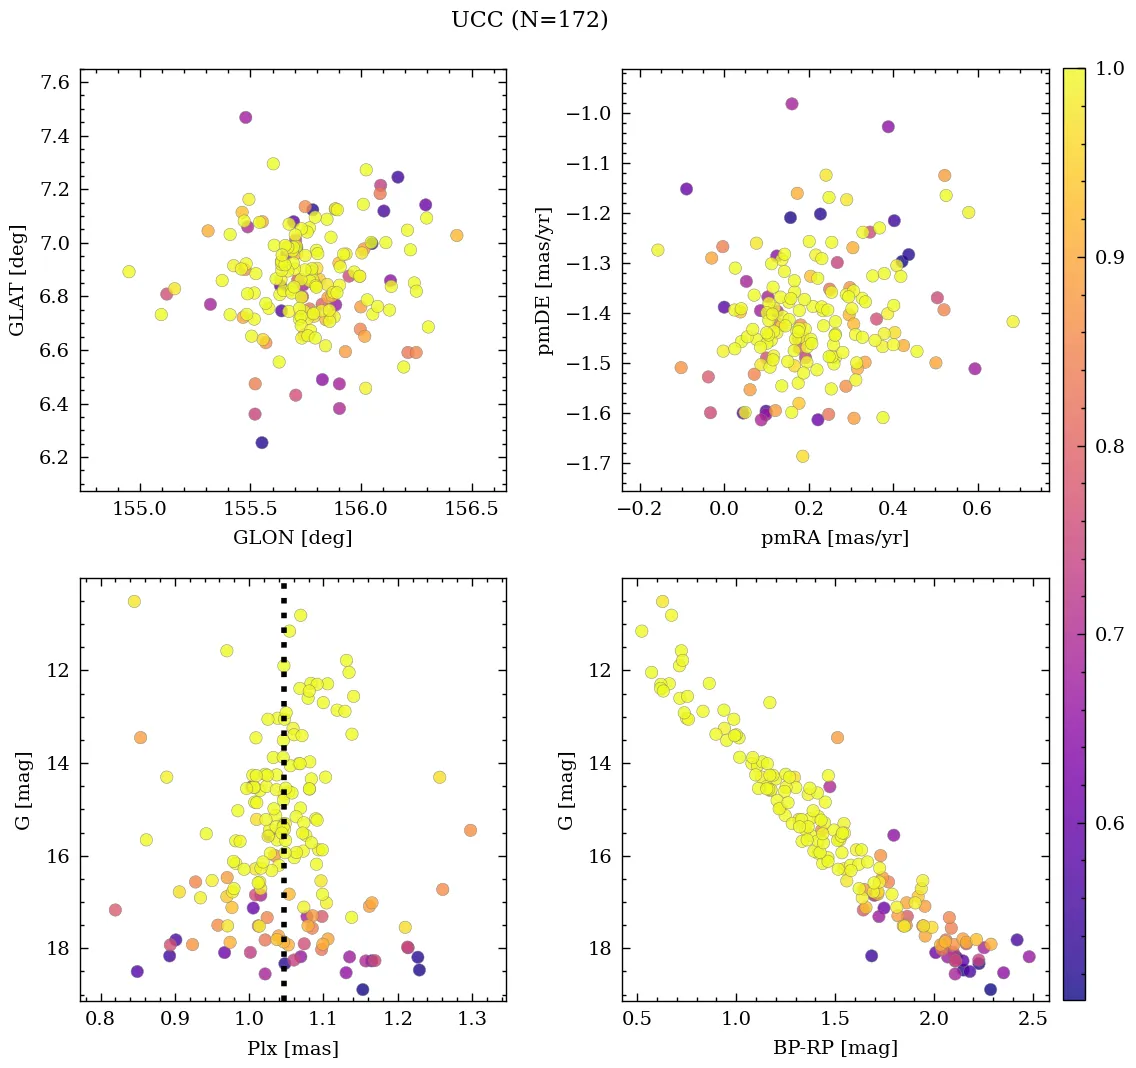 UCC (N=172)
7.6
7.4
7.2
7.0
6.8
6.6
6.4
6.2
GLAT [deg]
155.0 155.5 156.0 156.5
GLON [deg]
−1.0
−1.1
−1.2
−1.3
−1.4
−1.5
−1.6
−1.7
pmDE [mas/yr]
−0.2 0.0 0.2 0.4 0.6
pmRA [mas/yr]
1.0
0.9
0.8
0.7
0.6
12
14
16
18
G [mag]
0.8 0.9 1.0 1.1 1.2 1.3
Plx [mas]
12
14
16
18
G [mag]
0.5 1.0 1.5 2.0 2.5
BP-RP [mag]